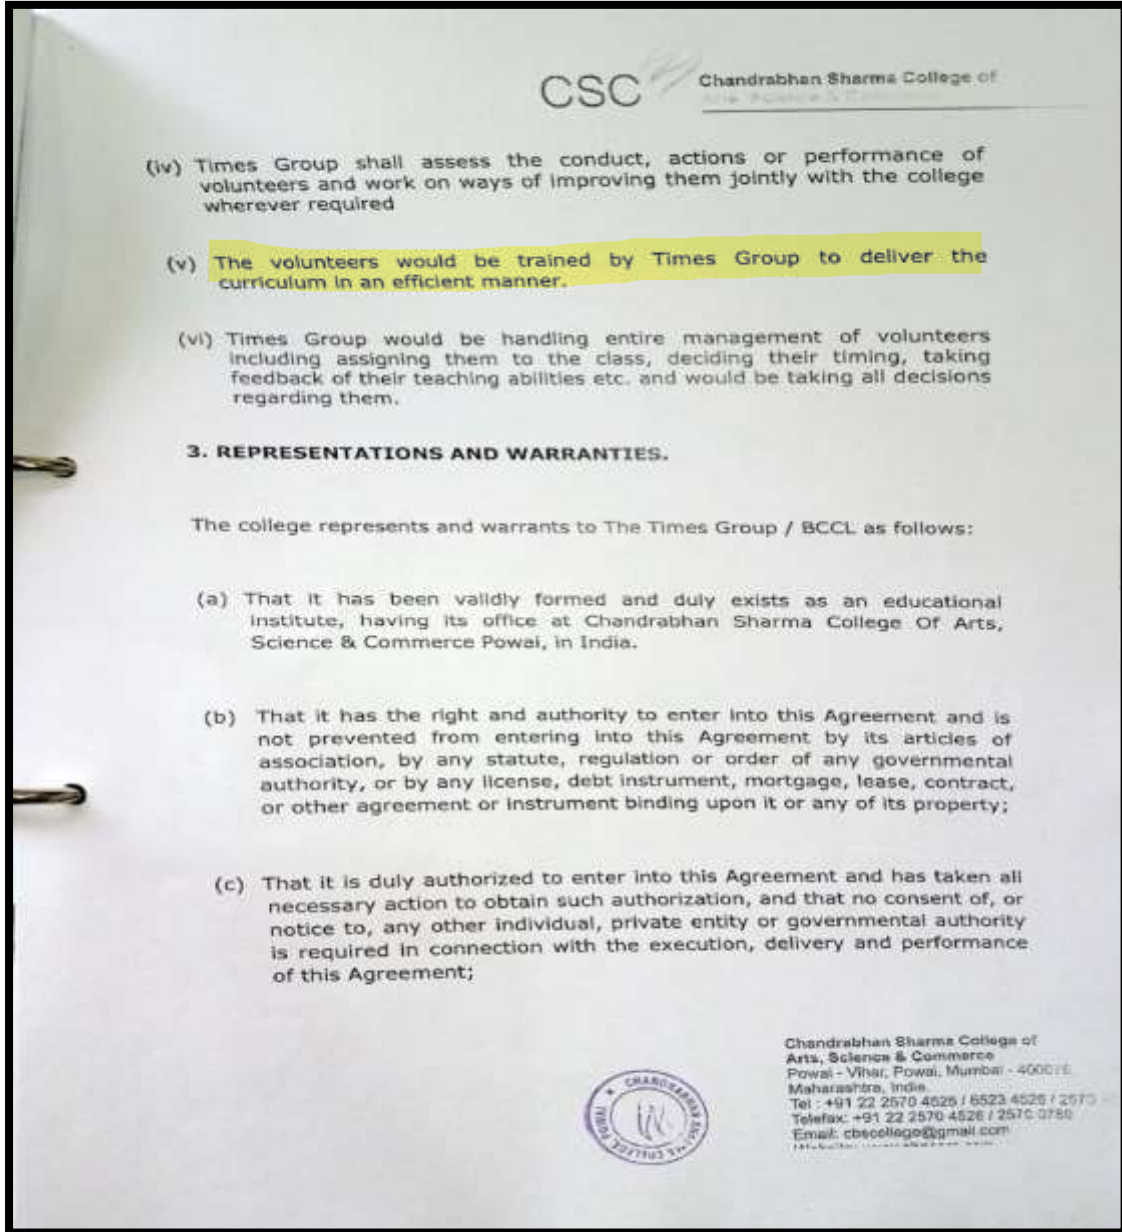 CSC
Chandrabhan Sharma College of
Arts, Science & Commerce
(iv) Times Group shall assess the conduct, actions or performance of
volunteers and work on ways of improving them jointly with the college
wherever required
(v) The volunteers would be trained by Times Group to deliver the
curriculum in an efficient manner.
(vi) Times Group would be handling entire management of volunteers
including assigning them to the class, deciding their timing, taking
feedback of their teaching abilities etc. and would be taking all decisions
regarding them.
3. REPRESENTATIONS AND WARRANTIES.
The college represents and warrants to The Times Group / BCCL as follows:
(a) That it has been validly formed and duly exists as an educational
institute, having its office at Chandrabhan Sharma College Of Arts,
Science & Commerce Powai, in India.
(b) That it has the right and authority to enter into this Agreement and is
not prevented from entering into this Agreement by its articles of
association, by any statute, regulation or order of any governmental
authority, or by any license, debt instrument, mortgage, lease, contract,
or other agreement or instrument binding upon it or any of its property;
(c) That it is duly authorized to enter into this Agreement and has taken all
necessary action to obtain such authorization, and that no consent of, or
notice to, any other individual, private entity or governmental authority
is required in connection with the execution, delivery and performance
of this Agreement;
Chandrabhan Sharma College of
Arts, Science & Commerce
Powai - Vihar, Powai, Mumbai - 400076
Maharashtra, India.
Tel : +91 22 2570 4526 / 6523 4526 / 2570
Telefax: +91 22 2570 4526 / 2570 0780
Email: cbscollege@gmail.com